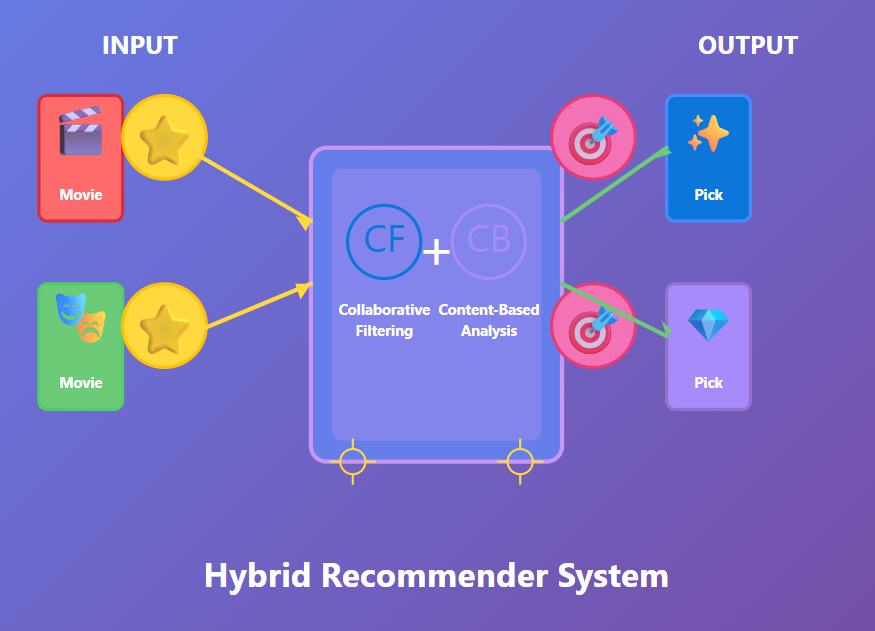 INPUT
OUTPUT
Movie
Pick
CF + CB
Collaborative Filtering
Content-Based Analysis
Movie
Pick
Hybrid Recommender System